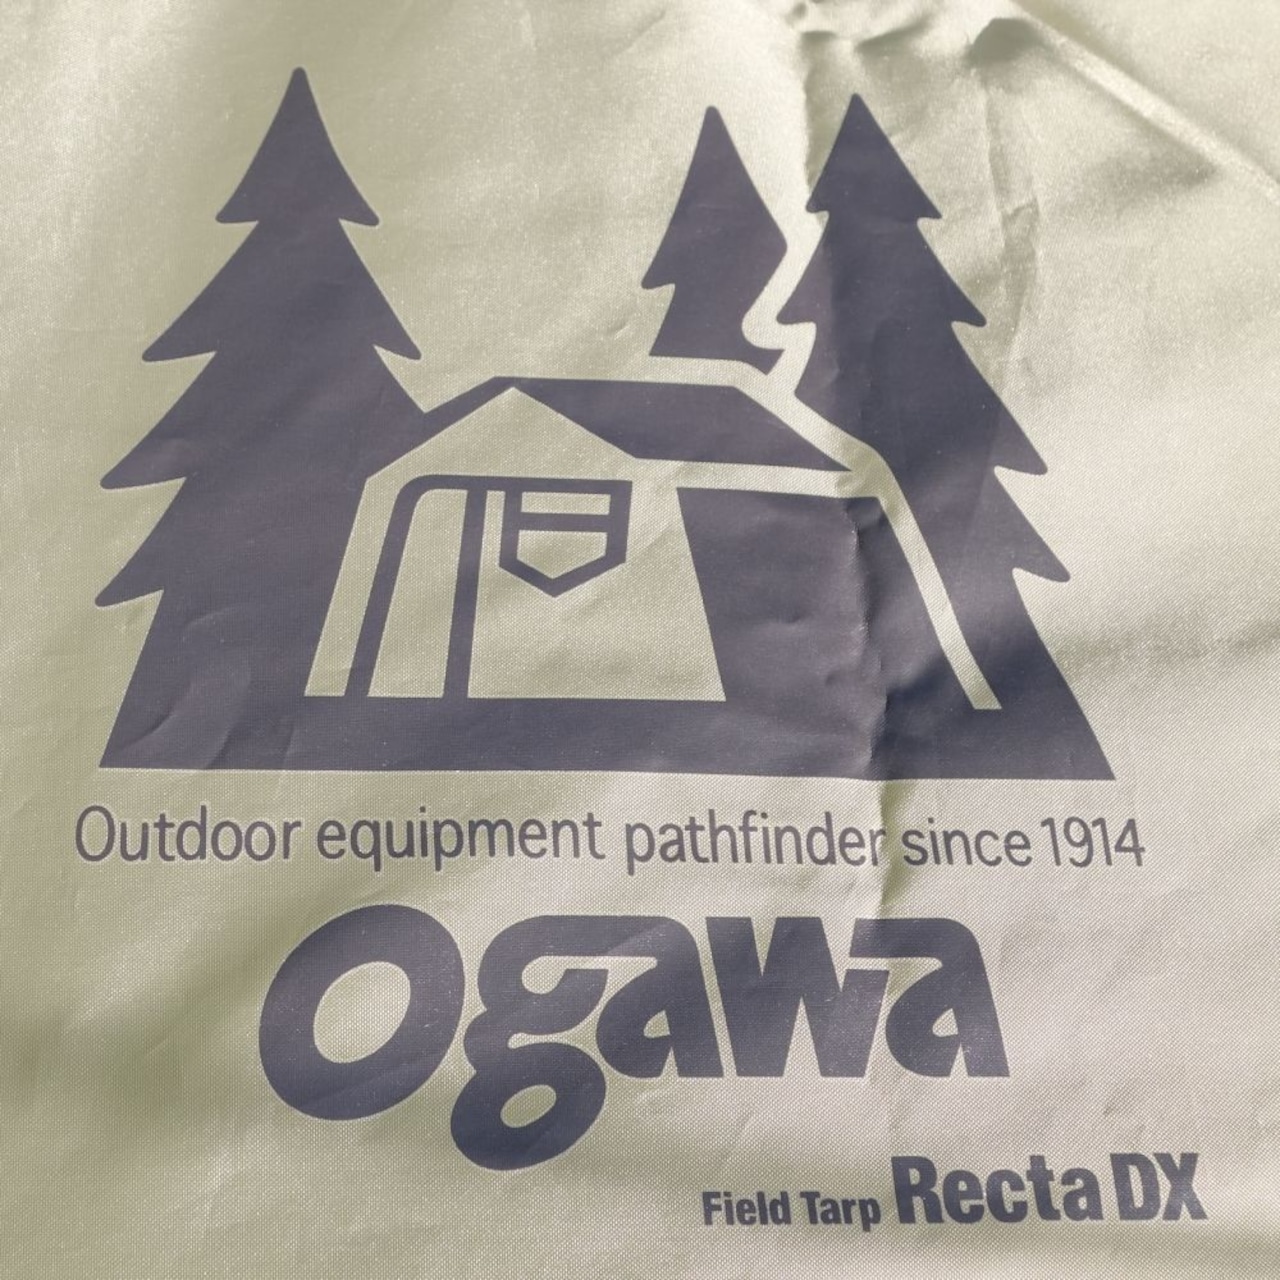 Outdoor equipment pathfinder since 1914
ogawa
Field Tarp Recta DX